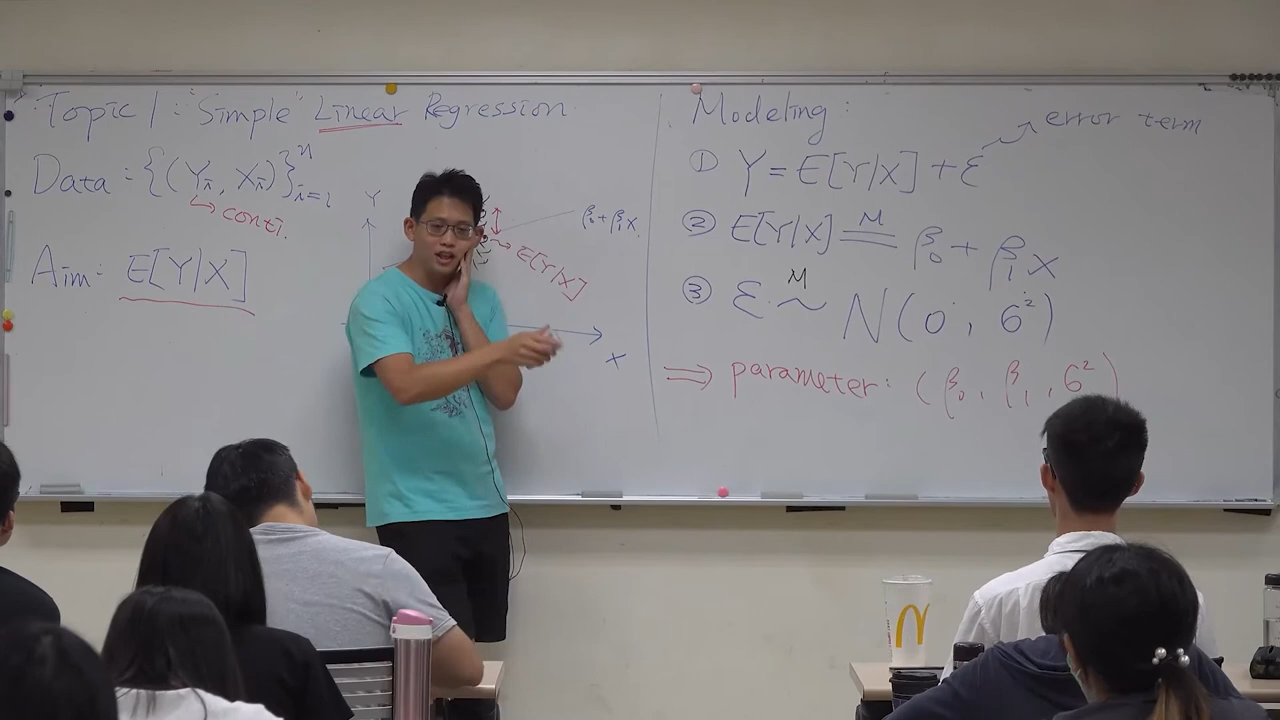 Topic 1: "Simple" Linear Regression
Data: {(Yi, Xi)}ⁿi=1
↳ conti.
Aim: E[Y|X]
Y
β₀+β₁X
E[Y|X]
X
Modeling:
① Y = E[Y|X] + ε
error term
② E[Y|X] =ᴹ β₀ + β₁X
③ ε ~ᴹ N(0, σ²)
⇒ parameter: (β₀, β₁, σ²)